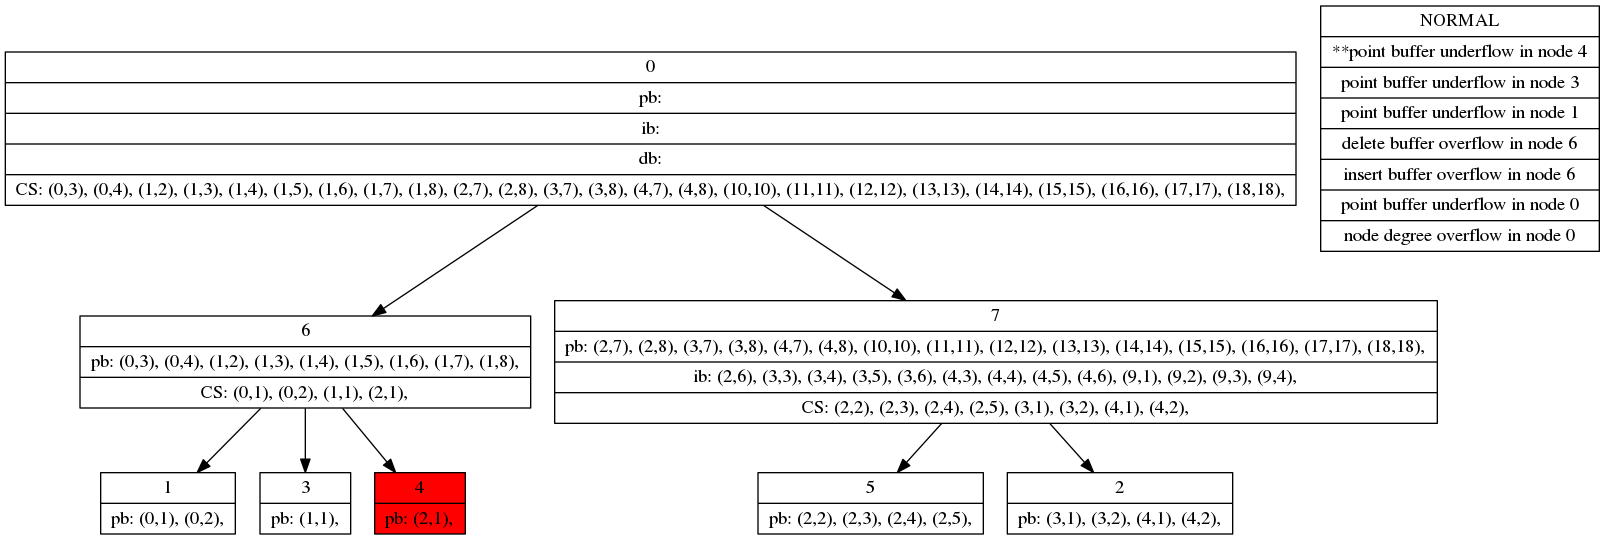 NORMAL
**point buffer underflow in node 4
point buffer underflow in node 3
point buffer underflow in node 1
delete buffer overflow in node 6
insert buffer overflow in node 6
point buffer underflow in node 0
node degree overflow in node 0
0
pb:
ib:
db:
CS: (0,3), (0,4), (1,2), (1,3), (1,4), (1,5), (1,6), (1,7), (1,8), (2,7), (2,8), (3,7), (3,8), (4,7), (4,8), (10,10), (11,11), (12,12), (13,13), (14,14), (15,15), (16,16), (17,17), (18,18),
6
pb: (0,3), (0,4), (1,2), (1,3), (1,4), (1,5), (1,6), (1,7), (1,8),
CS: (0,1), (0,2), (1,1), (2,1),
7
pb: (2,7), (2,8), (3,7), (3,8), (4,7), (4,8), (10,10), (11,11), (12,12), (13,13), (14,14), (15,15), (16,16), (17,17), (18,18),
ib: (2,6), (3,3), (3,4), (3,5), (3,6), (4,3), (4,4), (4,5), (4,6), (9,1), (9,2), (9,3), (9,4),
CS: (2,2), (2,3), (2,4), (2,5), (3,1), (3,2), (4,1), (4,2),
1
pb: (0,1), (0,2),
3
pb: (1,1),
4
pb: (2,1),
5
pb: (2,2), (2,3), (2,4), (2,5),
2
pb: (3,1), (3,2), (4,1), (4,2),